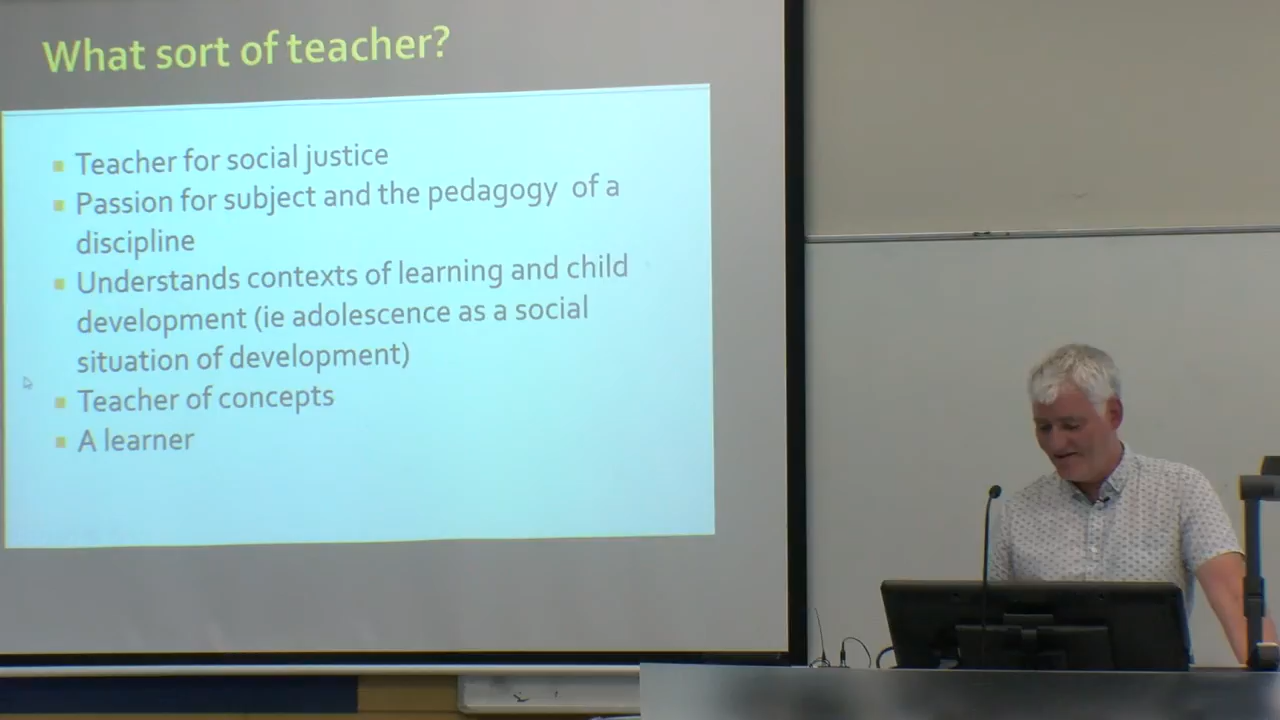 What sort of teacher?
Teacher for social justice
Passion for subject and the pedagogy of a
discipline
Understands contexts of learning and child
development (ie adolescence as a social
situation of development)
Teacher of concepts
A learner